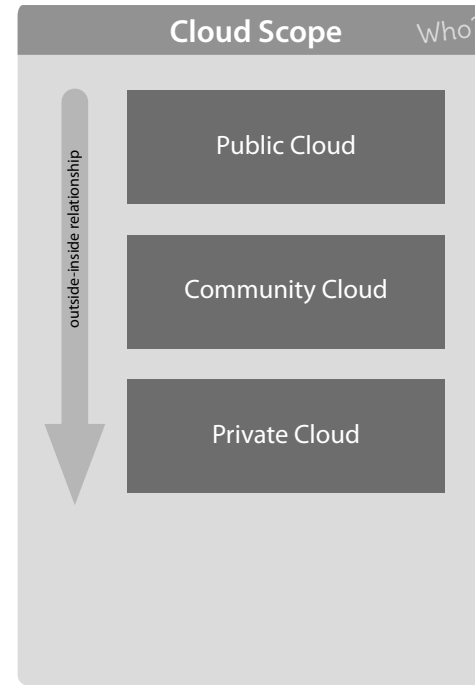 Cloud Scope
Who?
outside-inside relationship
Public Cloud
Community Cloud
Private Cloud